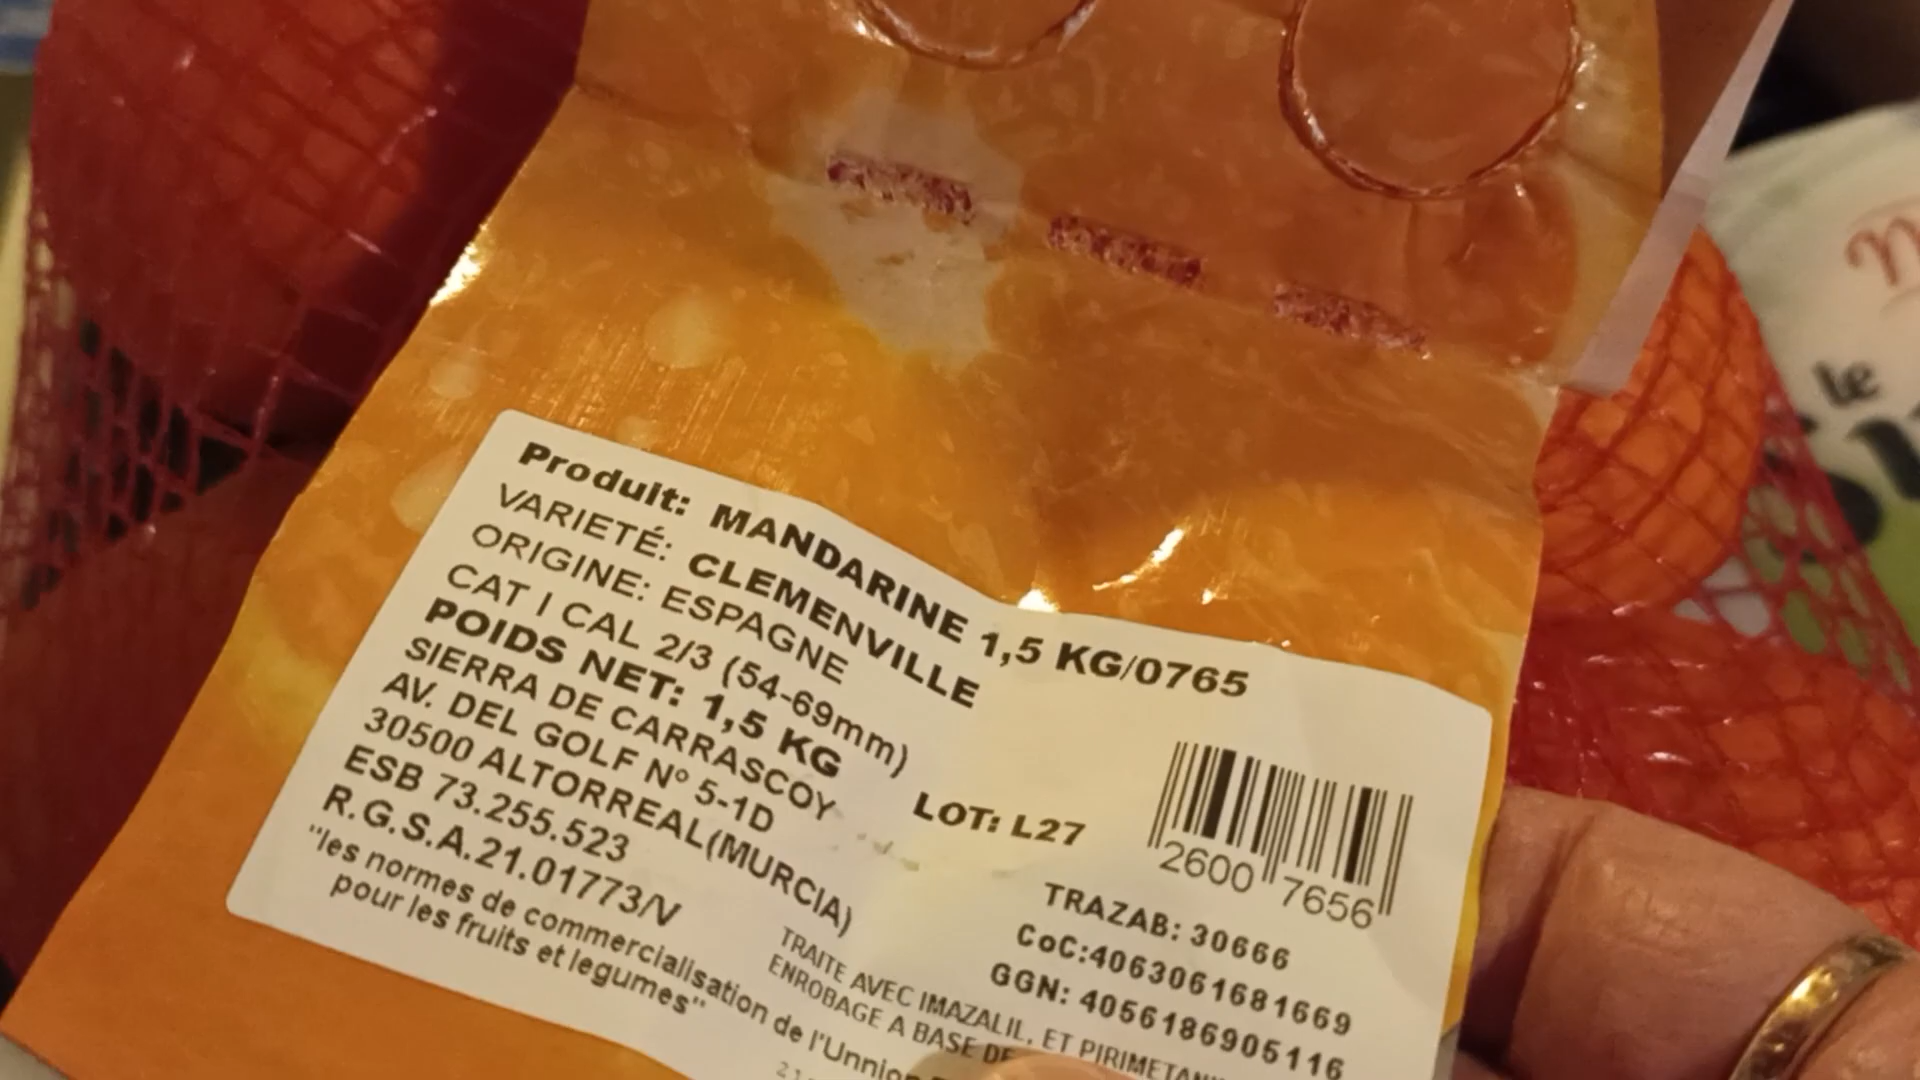 Produit: MANDARINE 1,5 KG/0765
VARIETÉ: CLEMENVILLE
ORIGINE: ESPAGNE
CAT I CAL 2/3 (54-69mm)
POIDS NET: 1,5 KG
SIERRA DE CARRASCOY
AV. DEL GOLF Nº 5-1D
30500 ALTORREAL(MURCIA)
ESB 73.255.523
R.G.S.A.21.01773/V
"les normes de commercialisation de l'Unnion
pour les fruits et legumes"
LOT: L27
2600 7656
TRAZAB: 30666
CoC:4063061681669
GGN: 4056186905116
TRAITE AVEC IMAZALIL, ET PIRIMETAN
ENROBAGE A BASE DE
le